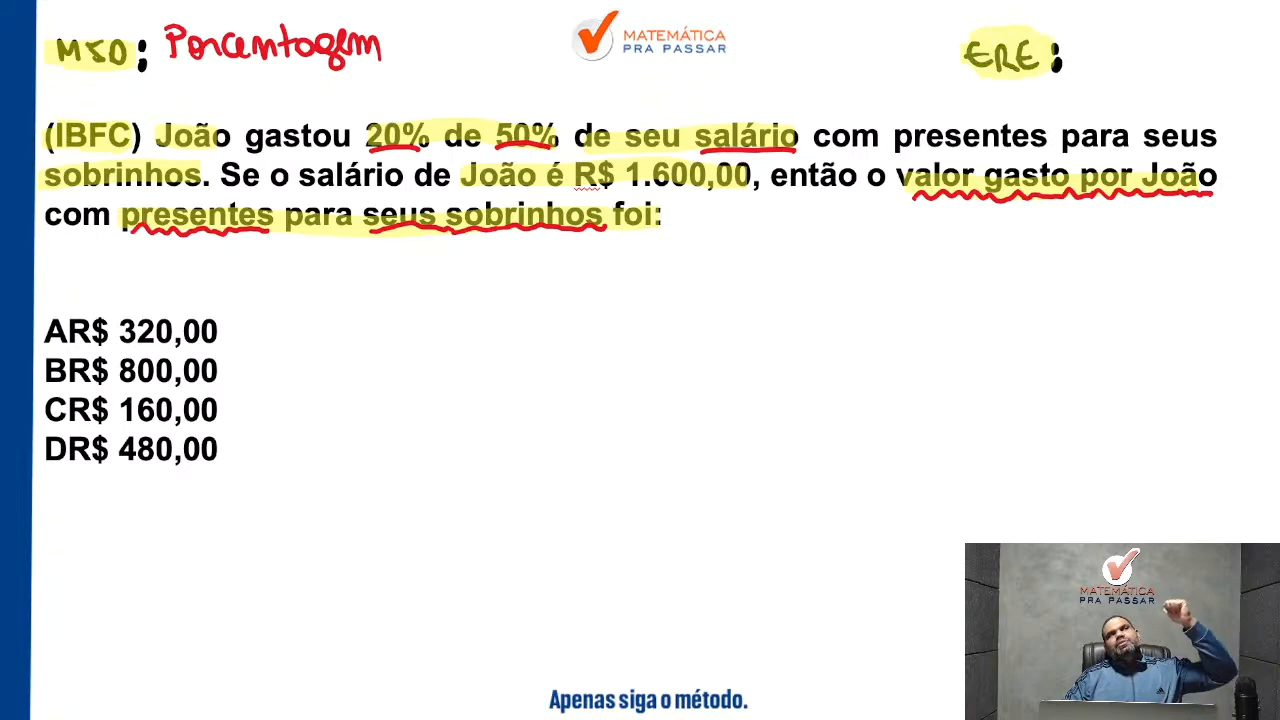 MSD: Porcentagem
MATEMÁTICA
PRA PASSAR
ERE:
(IBFC) João gastou 20% de 50% de seu salário com presentes para seus
sobrinhos. Se o salário de João é R$ 1.600,00, então o valor gasto por João
com presentes para seus sobrinhos foi:
AR$ 320,00
BR$ 800,00
CR$ 160,00
DR$ 480,00
MATEMÁTICA
PRA PASSAR
Apenas siga o método.